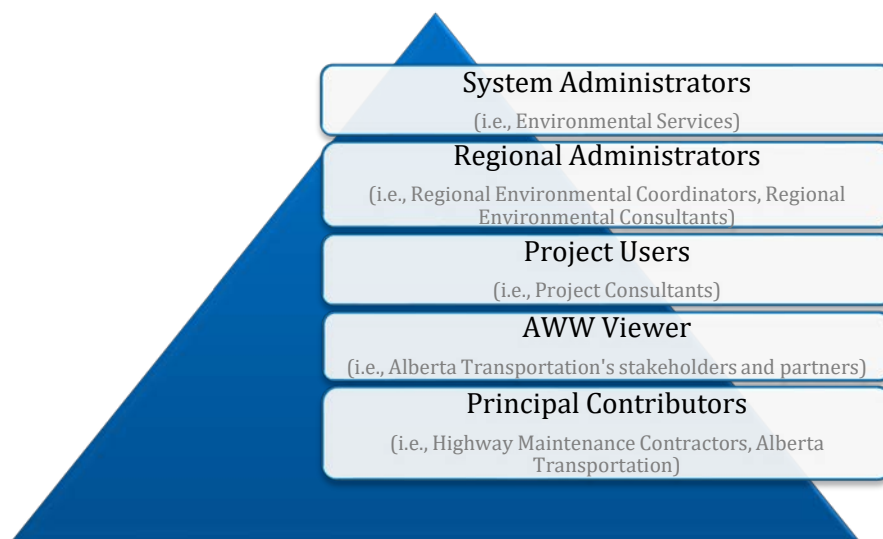 System Administrators
(i.e., Environmental Services)
Regional Administrators
(i.e., Regional Environmental Coordinators, Regional
Environmental Consultants)
Project Users
(i.e., Project Consultants)
AWW Viewer
(i.e., Alberta Transportation's stakeholders and partners)
Principal Contributors
(i.e., Highway Maintenance Contractors, Alberta
Transportation)